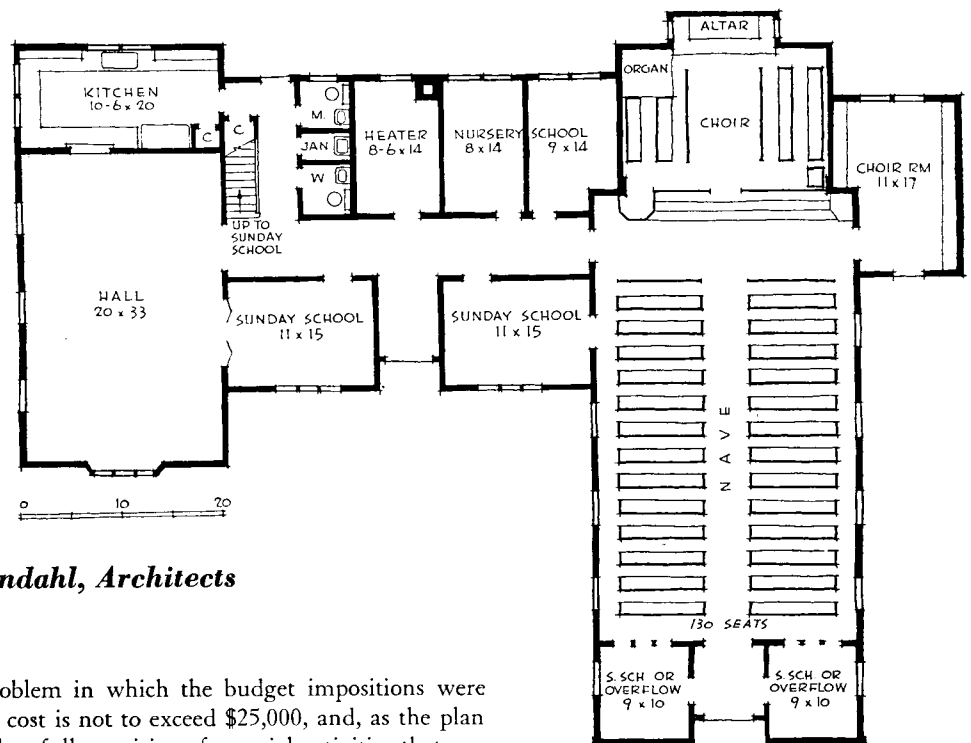 ALTAR
ORGAN
KITCHEN
10-6 x 20
M.
JAN
W
HEATER
8-6 x 14
NURSERY
8 x 14
SCHOOL
9 x 14
CHOIR
CHOIR RM
11 x 17
C
C
UP TO
SUNDAY
SCHOOL
HALL
20 x 33
SUNDAY SCHOOL
11 x 15
SUNDAY SCHOOL
11 x 15
NAVE
0 10 20
130 SEATS
S. SCH OR
OVERFLOW
9 x 10
S. SCH OR
OVERFLOW
9 x 10
ndahl, Architects
oblem in which the budget impositions were
cost is not to exceed $25,000, and, as the plan